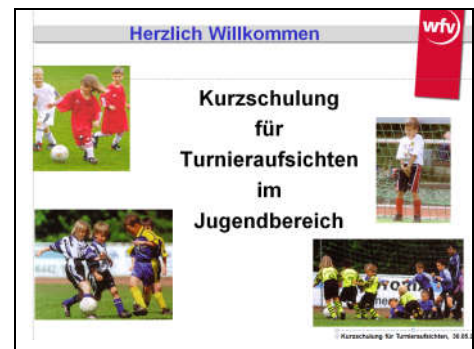 Herzlich Willkommen
wfv
Kurzschulung
für
Turnieraufsichten
im
Jugendbereich
Kurzschulung für Turnieraufsichten,